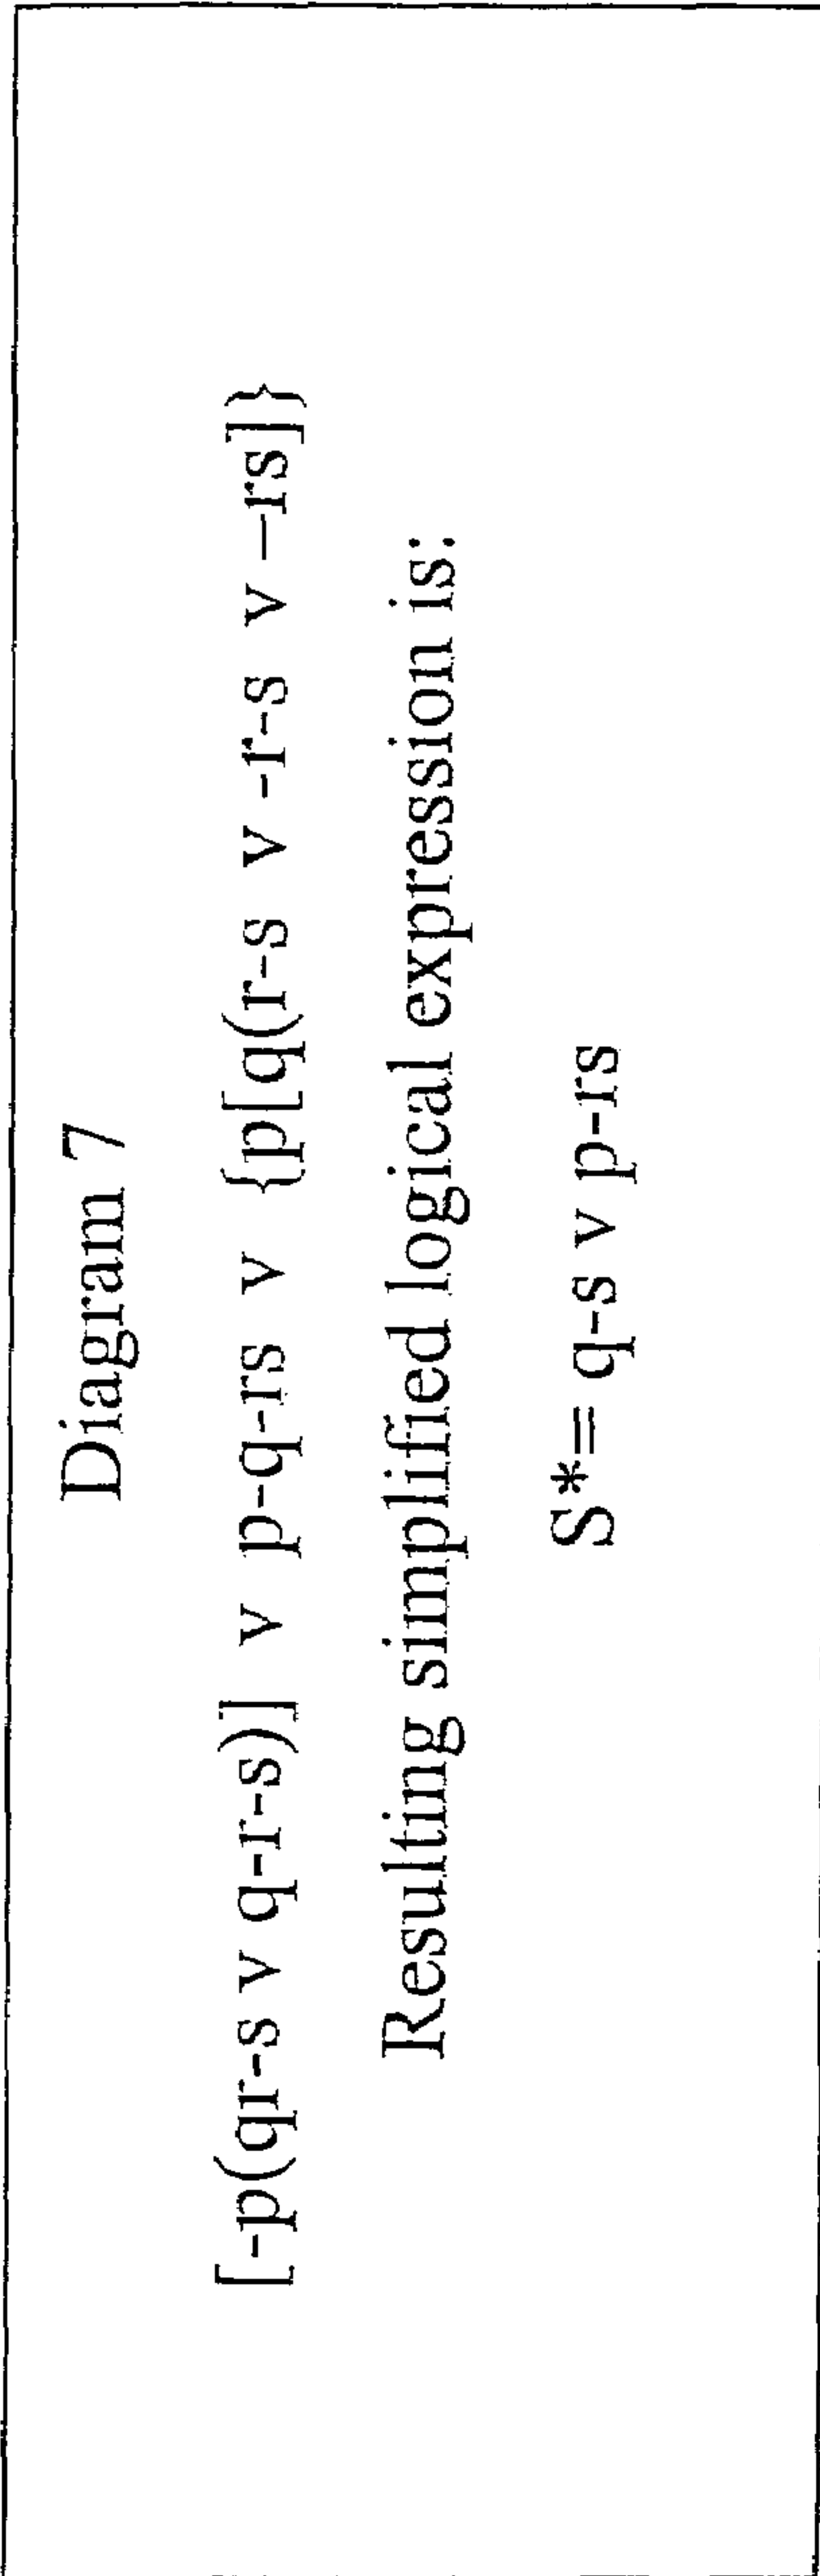 Diagram 7
[-p(qr-s v q-r-s)] v p-q-rs v {p[q(r-s v -r-s v –rs]}
Resulting simplified logical expression is:
S*= q-s v p-rs